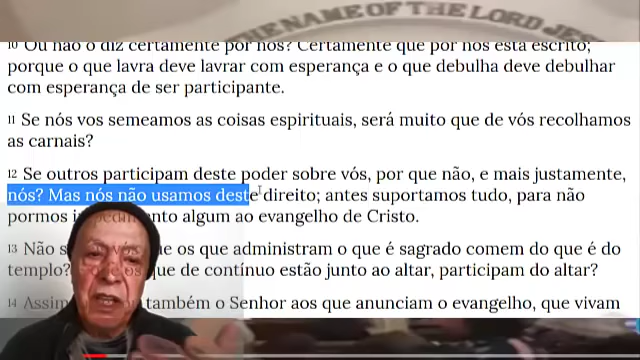 THE NAME OF THE LORD JES
10 Ou não o diz certamente por nós? Certamente que por nós está escrito;
porque o que lavra deve lavrar com esperança e o que debulha deve debulhar
com esperança de ser participante.
11 Se nós vos semeamos as coisas espirituais, será muito que de vós recolhamos
as carnais?
12 Se outros participam deste poder sobre vós, por que não, e mais justamente,
nós? Mas nós não usamos deste direito; antes suportamos tudo, para não
pormos impedimento algum ao evangelho de Cristo.
13 Não que os que administram o que é sagrado comem do que é do
templo? que de contínuo estão junto ao altar, participam do altar?
14 Assim também o Senhor aos que anunciam o evangelho, que vivam